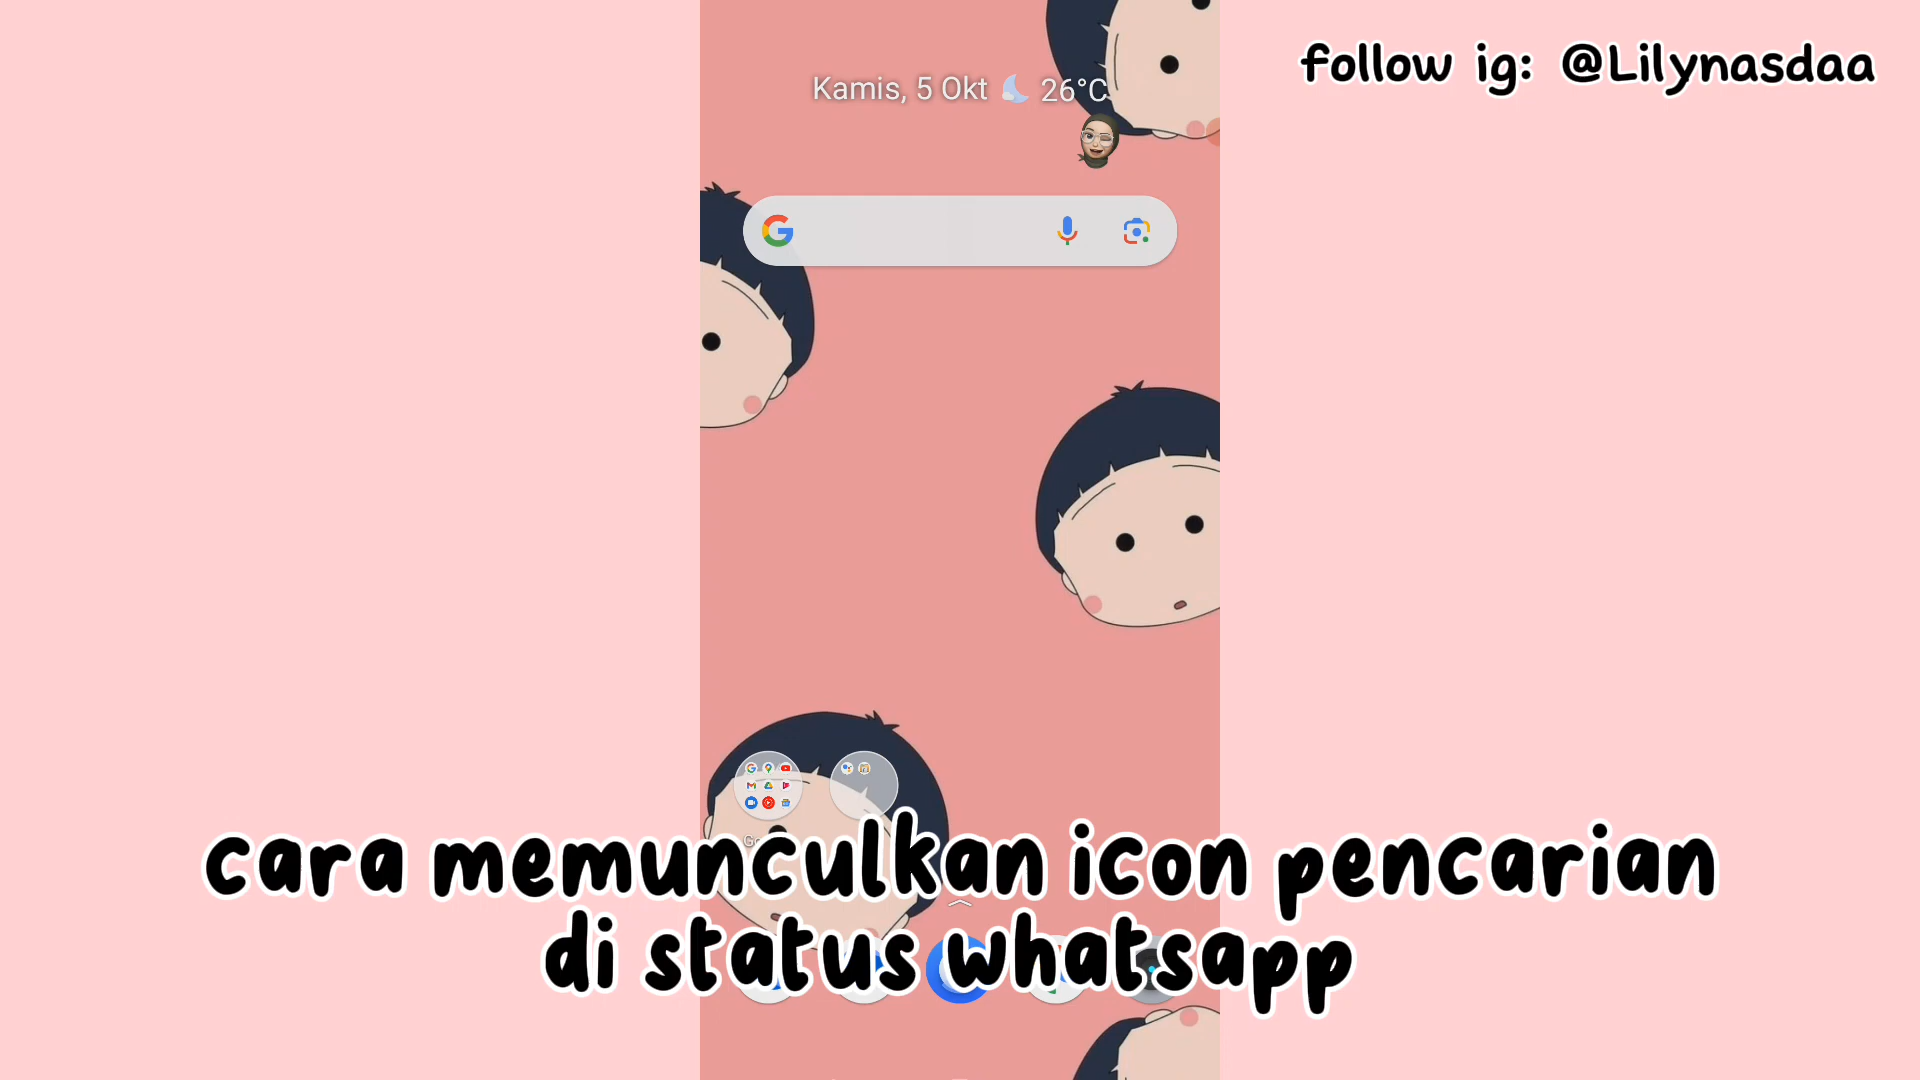 follow ig: @Lilynasdaa
Kamis, 5 Okt 26°C
cara memunculkan icon pencarian
di status whatsapp